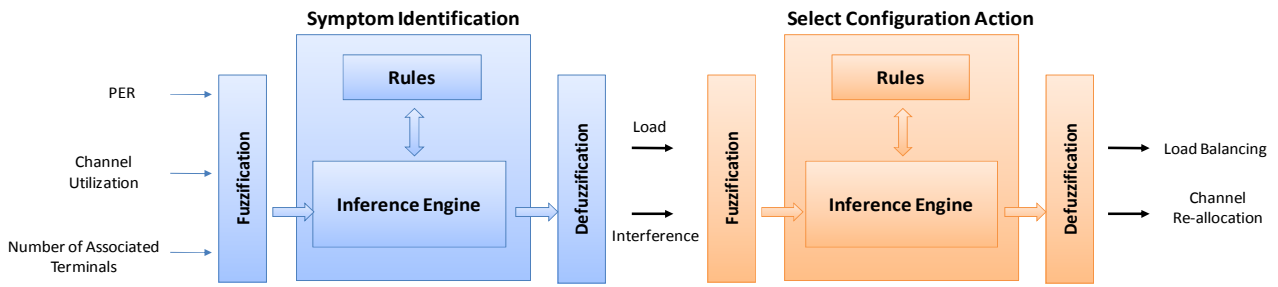 Symptom Identification
Select Configuration Action
PER
Channel
Utilization
Number of Associated
Terminals
Fuzzification
Rules
Inference Engine
Defuzzification
Load
Interference
Fuzzification
Rules
Inference Engine
Defuzzification
Load Balancing
Channel
Re-allocation